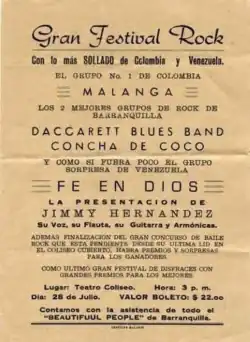 Gran Festival Rock
Con lo más SOLLADO de Colombia y Venezuela.
EL GRUPO No. 1 DE COLOMBIA
MALANGA
LOS 2 MEJORES GRUPOS DE ROCK DE
BARRANQUILLA
DACCARETT BLUES BAND
CONCHA DE COCO
Y COMO SI FUERA POCO EL GRUPO
SORPRESA DE VENEZUELA
FE EN DIOS
LA PRESENTACION DE
JIMMY HERNANDEZ
Su Voz, su Flauta, su Guitarra y Armónicas.
ADEMAS FINALIZACION DEL GRAN CONCURSO DE BAILE
ROCK QUE ESTA PENDIENTE DESDE SU ULTIMA LID EN
EL COLISEO CUBIERTO, HABRA PREMIOS Y SORPRESAS
PARA LOS GANADORES
COMO ULTIMO GRAN FESTIVAL DE DISFRACES CON
GRANDES PREMIOS PARA LOS MEJORES
Lugar: Teatro Coliseo. Hora: 3 p. m.
Día: 28 de Julio. VALOR BOLETO: $ 22.00
Contamos con la asistencia de todo el
"BEAUTIFUUL PEOPLE" de Barranquilla.